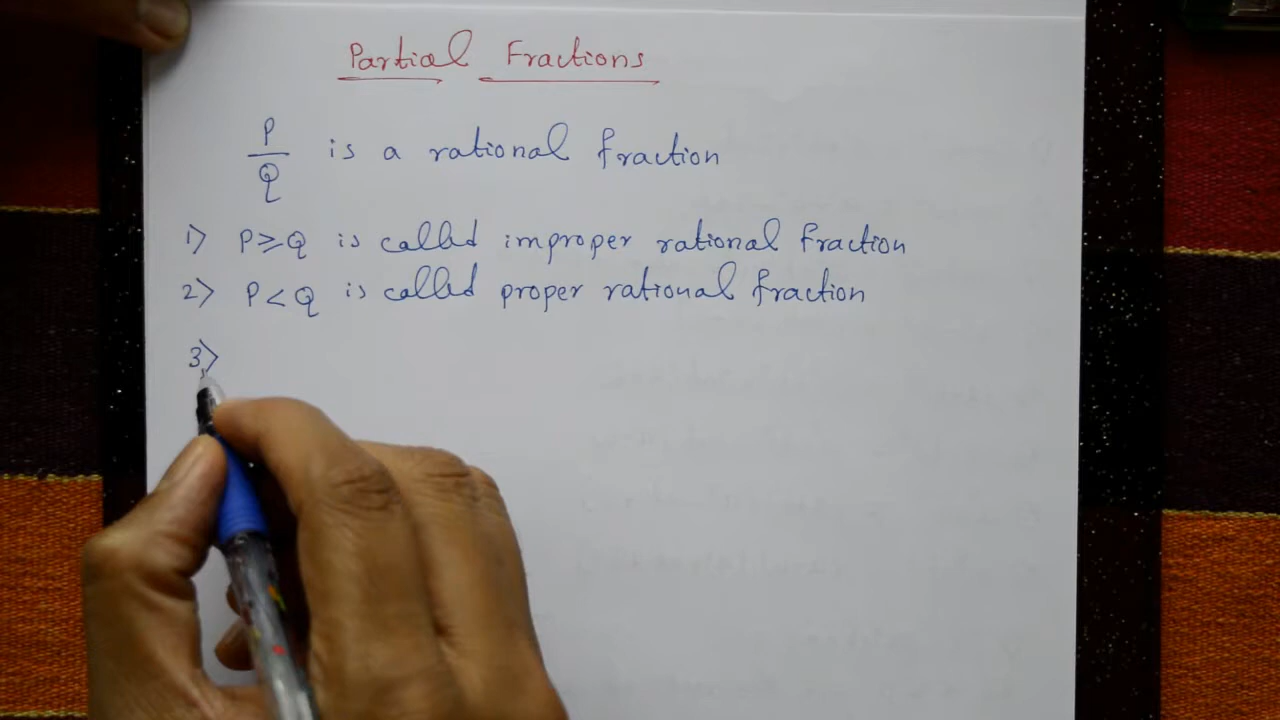 Partial Fractions
P/Q is a rational fraction
1> P≥Q is called improper rational fraction
2> P<Q is called proper rational fraction
3>